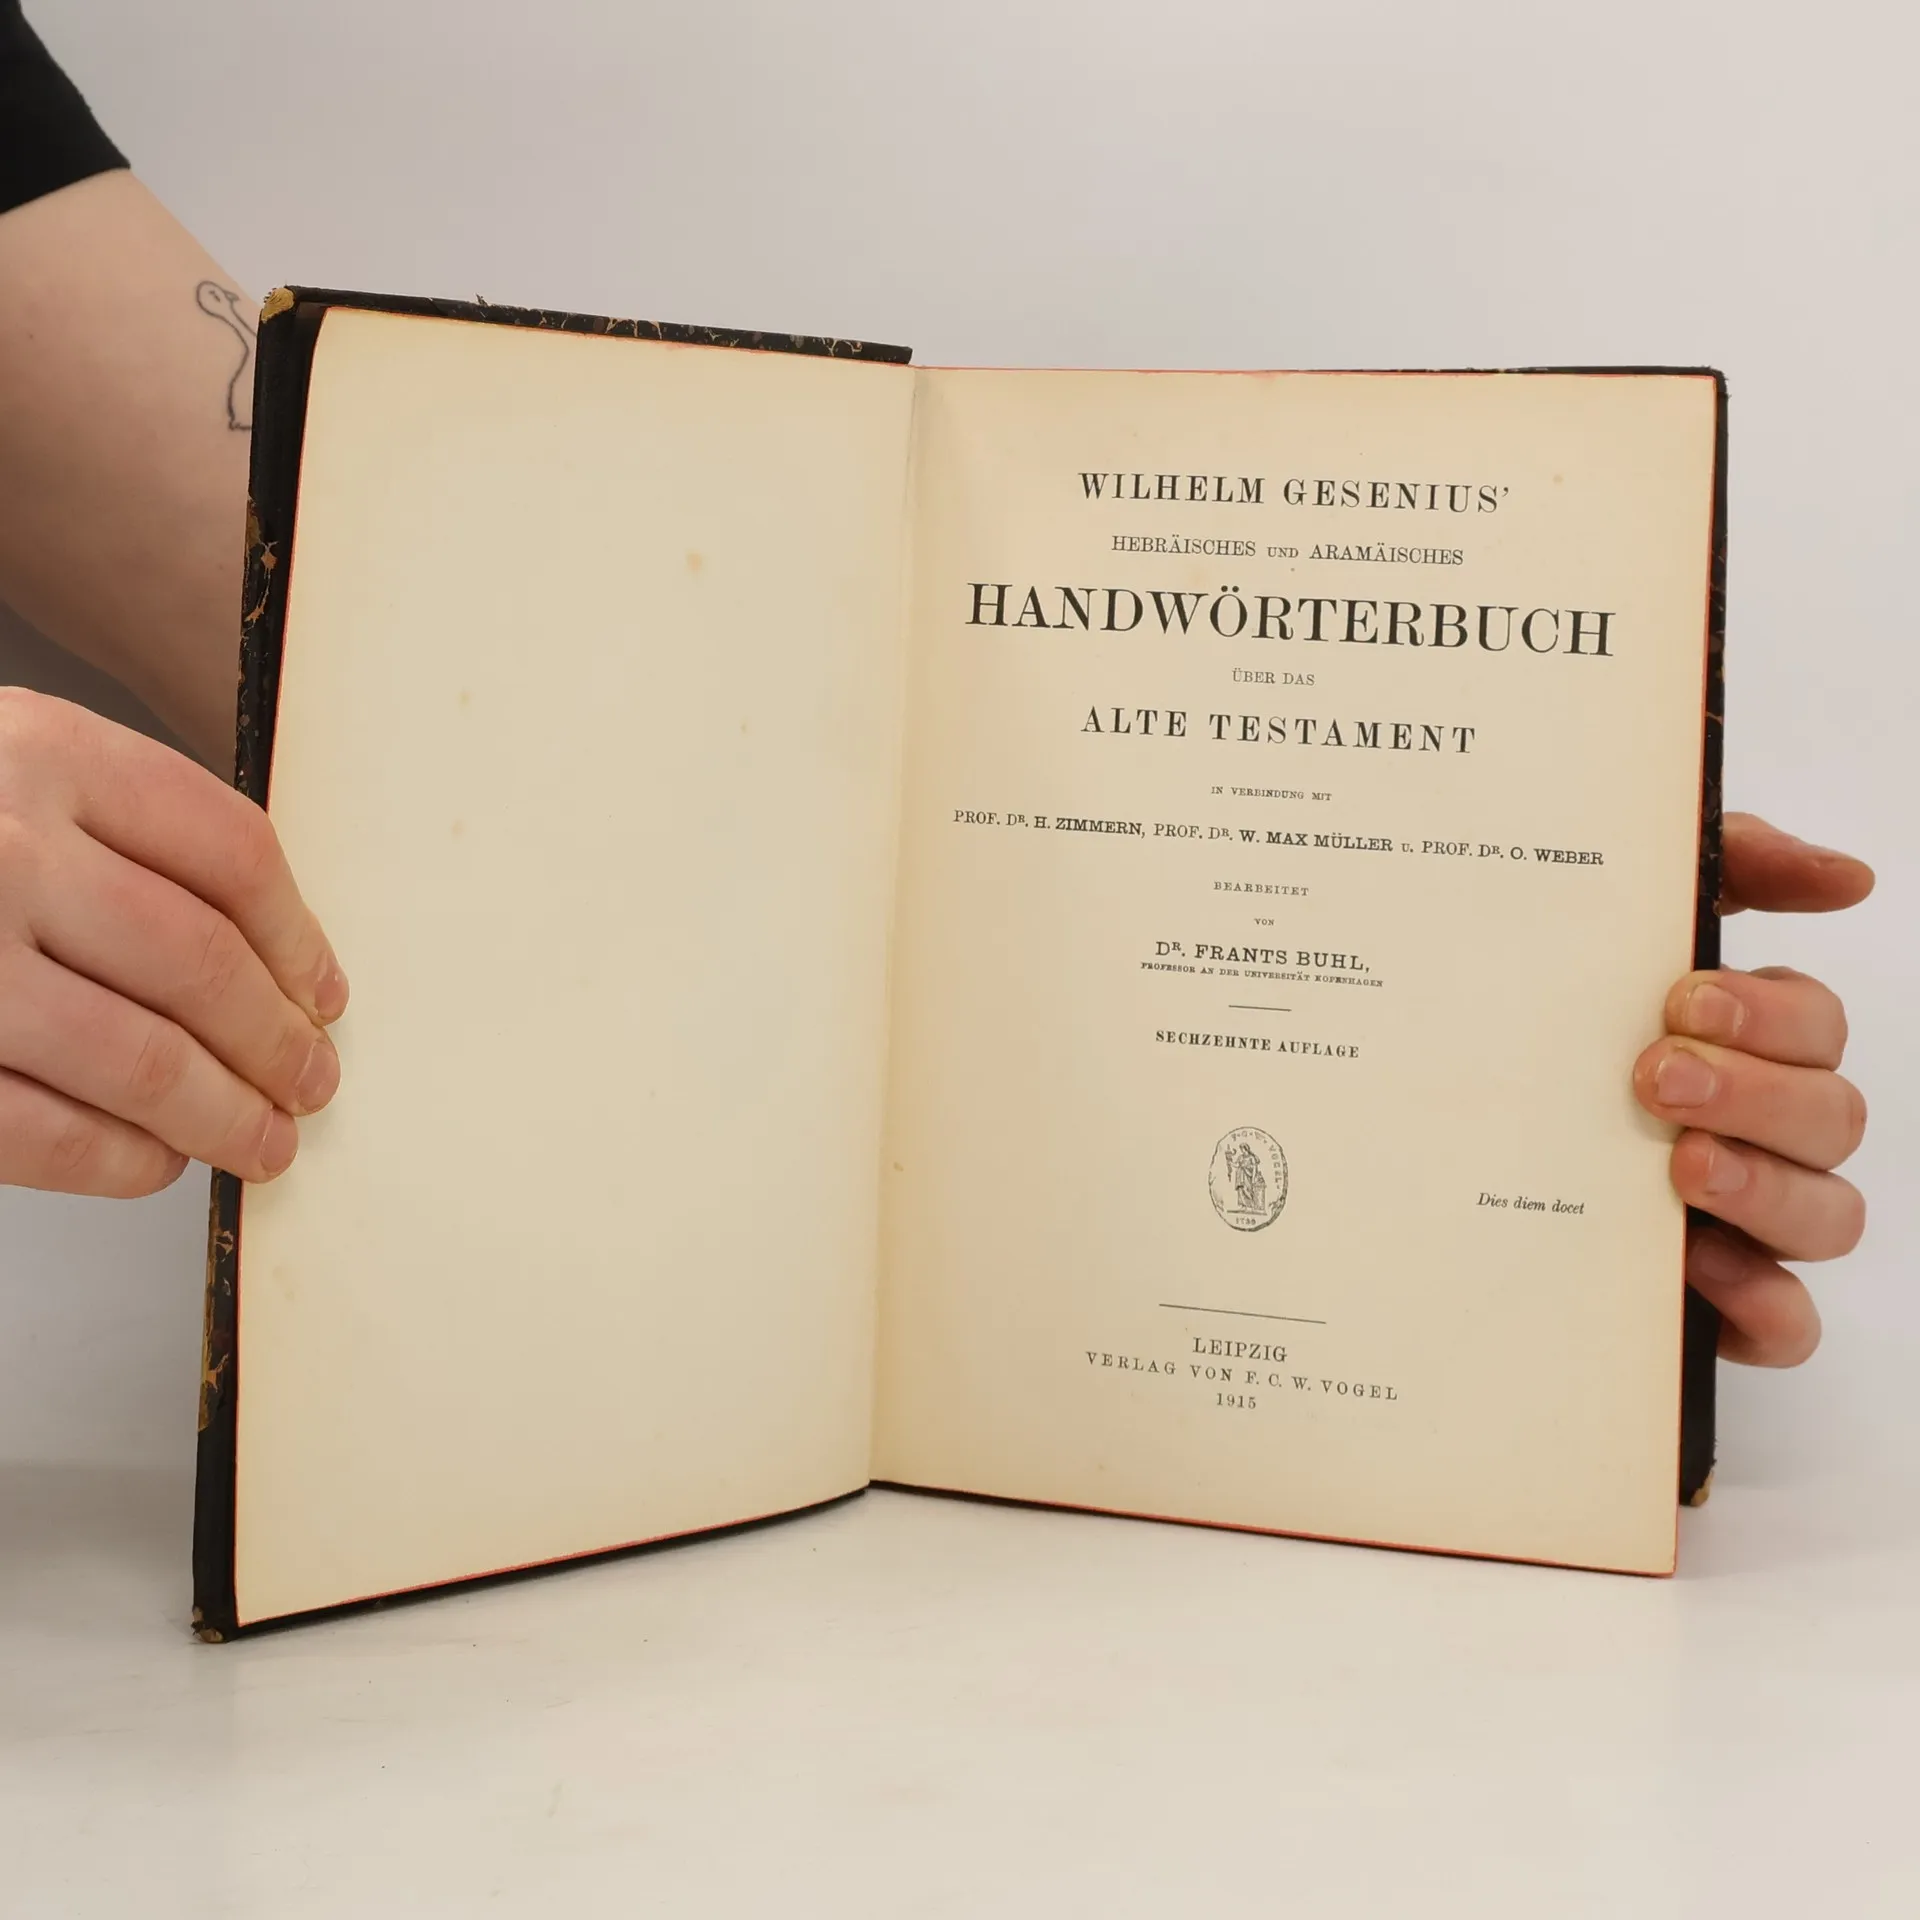 WILHELM GESENIUS'
HEBRÄISCHES UND ARAMÄISCHES
HANDWÖRTERBUCH
ÜBER DAS
ALTE TESTAMENT
IN VERBINDUNG MIT
PROF. DR. H. ZIMMERN, PROF. DR. W. MAX MÜLLER U. PROF. DR. O. WEBER
BEARBEITET
VON
DR. FRANTS BUHL,
PROFESSOR AN DER UNIVERSITÄT KOPENHAGEN
SECHZEHNTE AUFLAGE
F·C·W·VOGEL·
Dies diem docet
LEIPZIG
VERLAG VON F. C. W. VOGEL
1915